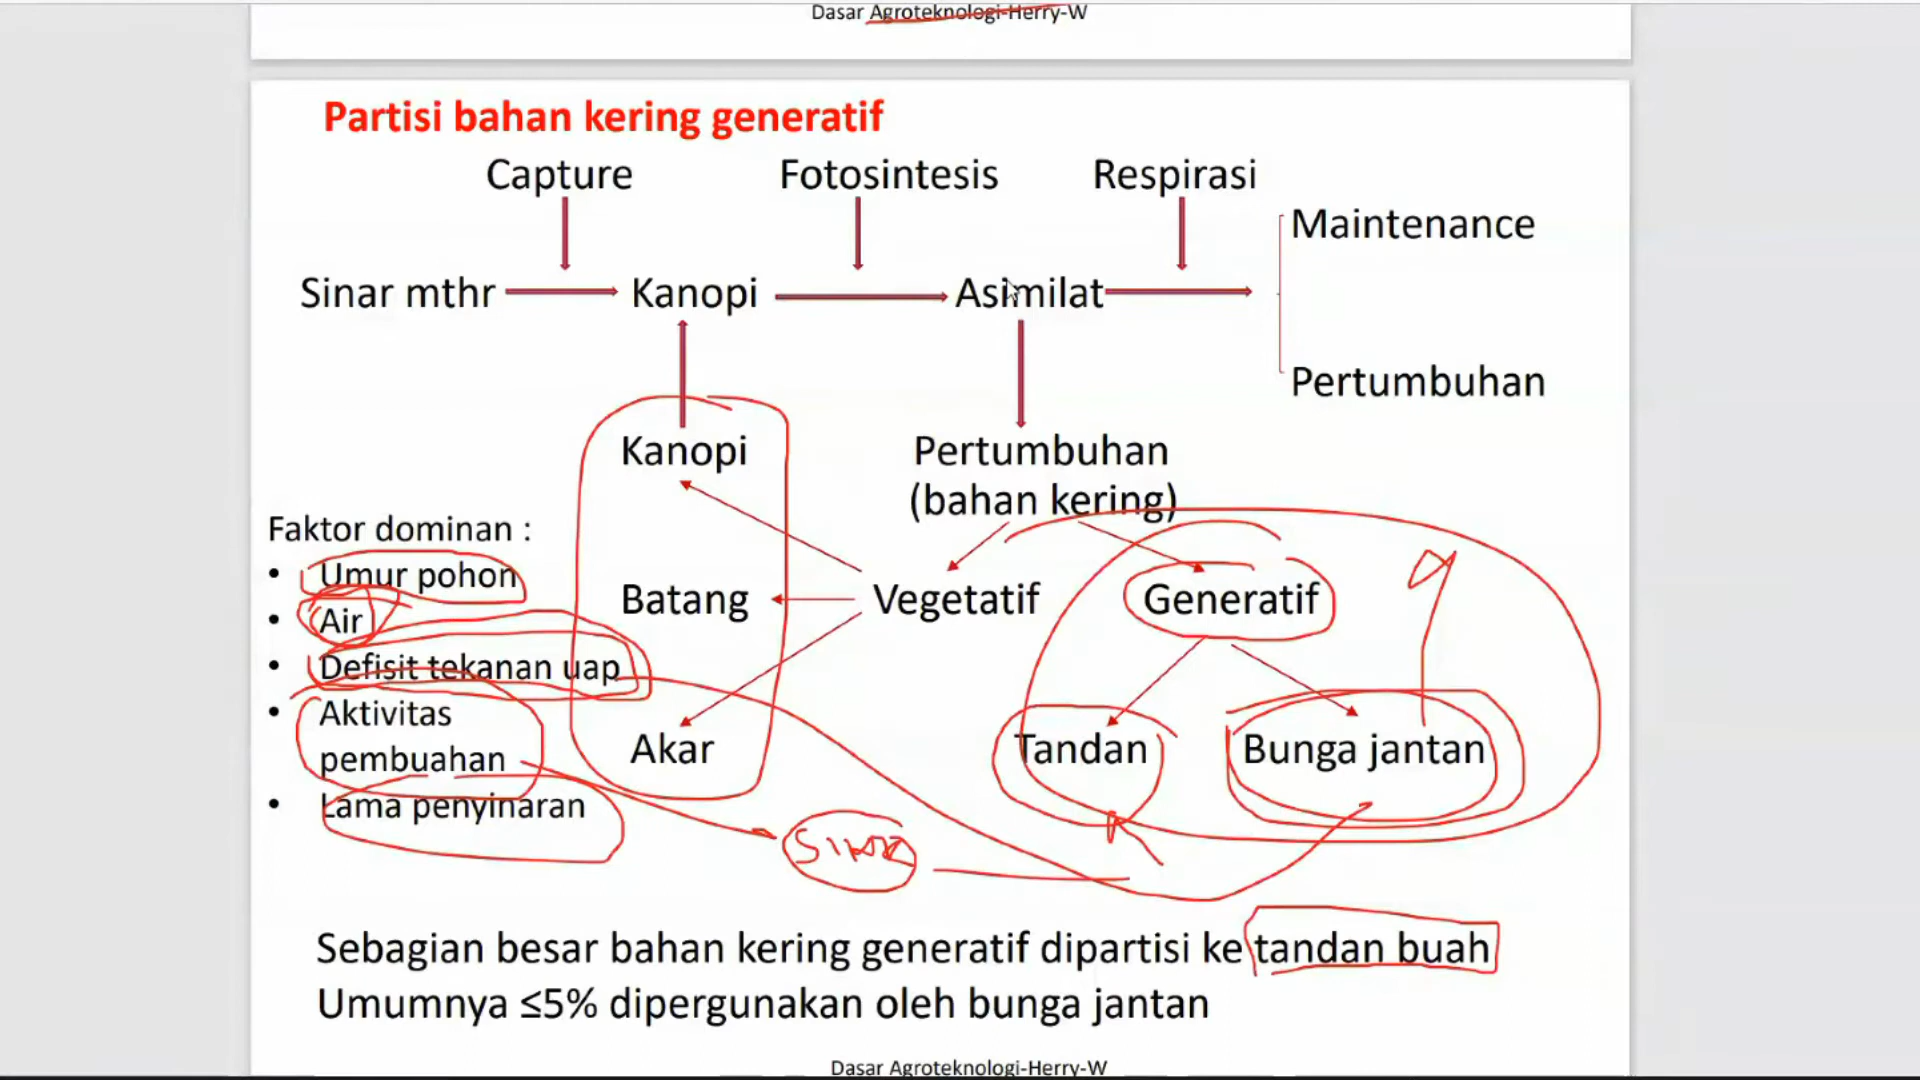 Dasar Agroteknologi-Herry-W
Partisi bahan kering generatif
Capture Fotosintesis Respirasi
Maintenance
Sinar mthr Kanopi Asimilat
Pertumbuhan
Kanopi Pertumbuhan
(bahan kering)
Faktor dominan :
• Umur pohon
Batang Vegetatif Generatif
• Air
• Defisit tekanan uap
• Aktivitas
pembuahan
Akar Tandan Bunga jantan
• Lama penyinaran
Sebagian besar bahan kering generatif dipartisi ke tandan buah
Umumnya ≤5% dipergunakan oleh bunga jantan
Dasar Agroteknologi-Herry-W